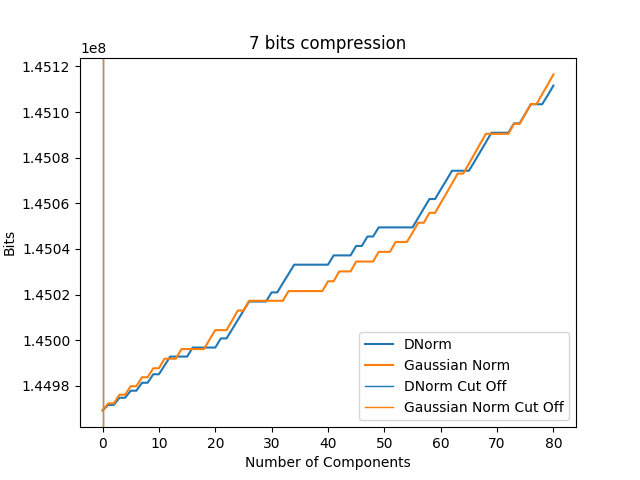 7 bits compression
1e8
1.4512
1.4510
1.4508
1.4506
1.4504
1.4502
1.4500
1.4498
Bits
DNorm
Gaussian Norm
DNorm Cut Off
Gaussian Norm Cut Off
0 10 20 30 40 50 60 70 80
Number of Components